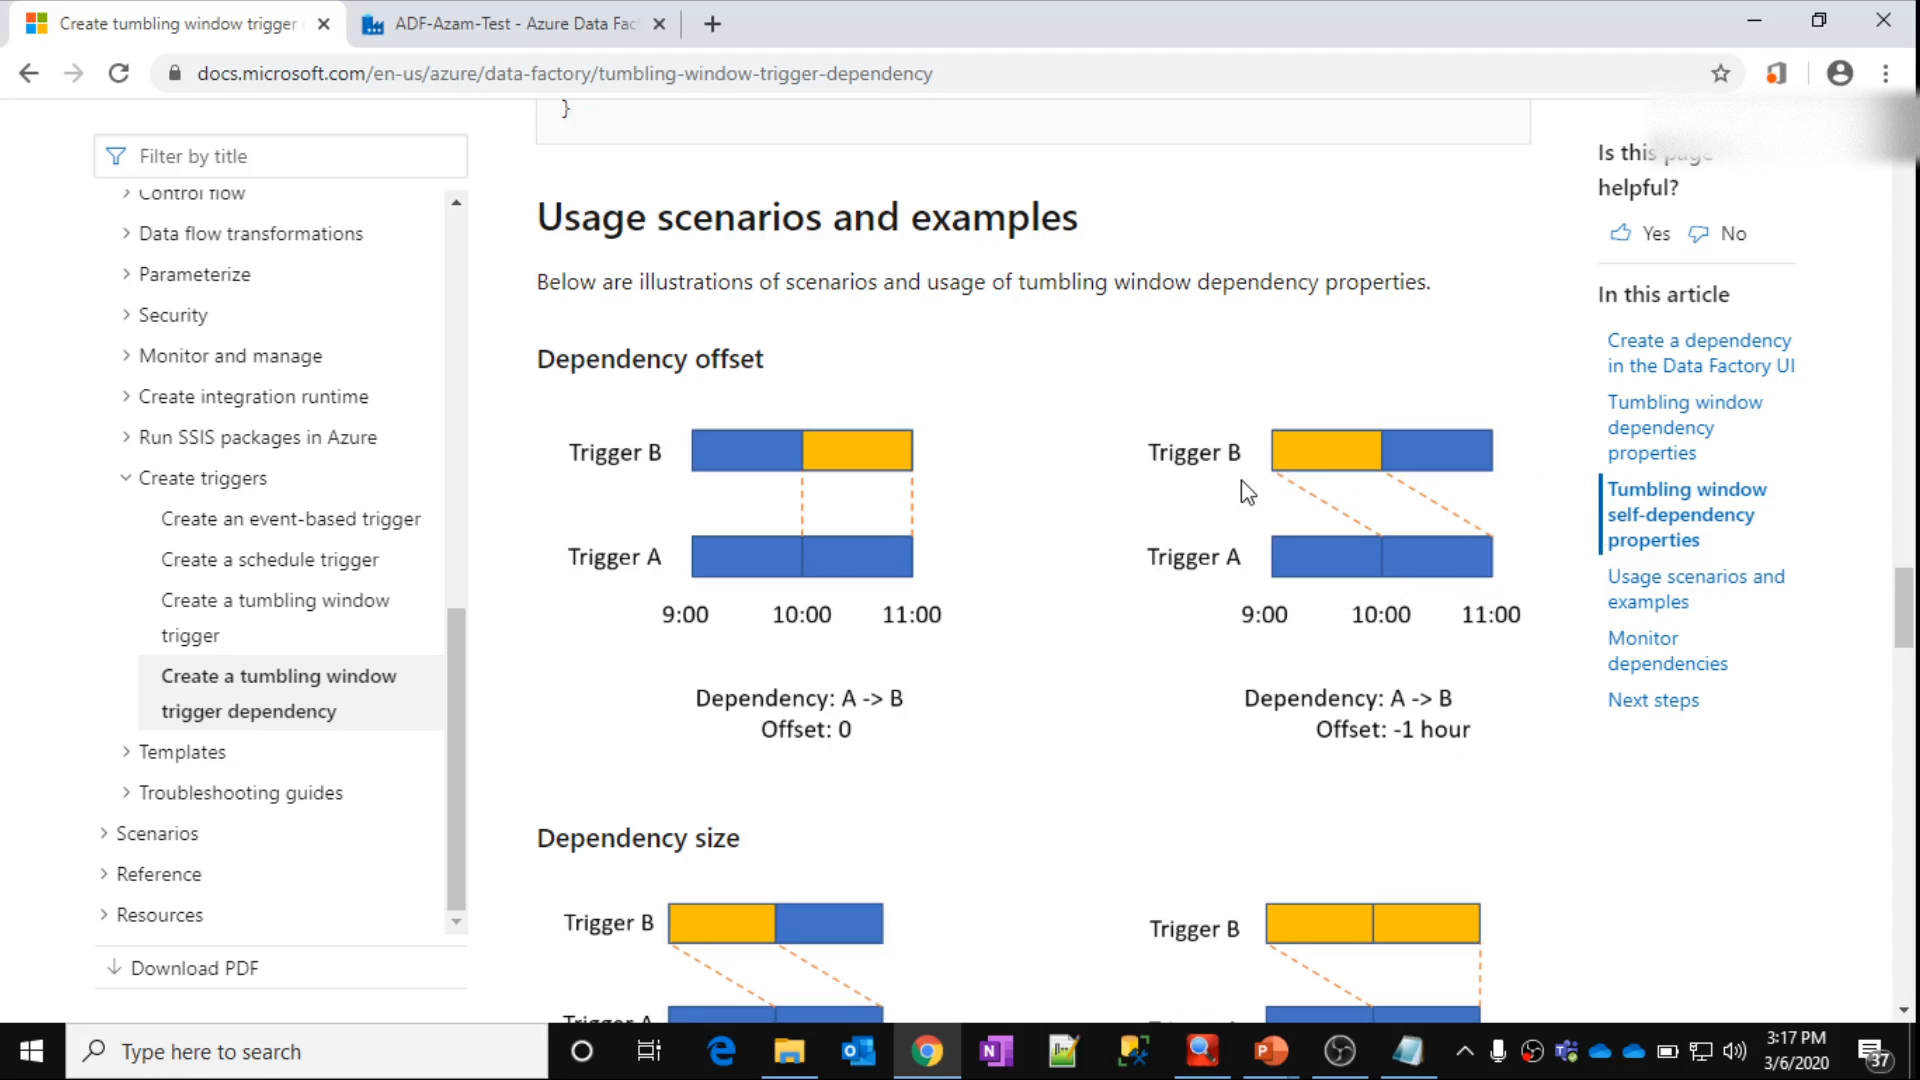 Create tumbling window trigger
ADF-Azam-Test - Azure Data Fac
docs.microsoft.com/en-us/azure/data-factory/tumbling-window-trigger-dependency
Filter by title
Control flow
Data flow transformations
Parameterize
Security
Monitor and manage
Create integration runtime
Run SSIS packages in Azure
Create triggers
Create an event-based trigger
Create a schedule trigger
Create a tumbling window
trigger
Create a tumbling window
trigger dependency
Templates
Troubleshooting guides
Scenarios
Reference
Resources
Download PDF
}
Usage scenarios and examples
Below are illustrations of scenarios and usage of tumbling window dependency properties.
Dependency offset
Trigger B
Trigger A
9:00 10:00 11:00
Dependency: A -> B
Offset: 0
Trigger B
Trigger A
9:00 10:00 11:00
Dependency: A -> B
Offset: -1 hour
Dependency size
Trigger B
Trigger A
Trigger B
Is this page
helpful?
Yes No
In this article
Create a dependency
in the Data Factory UI
Tumbling window
dependency
properties
Tumbling window
self-dependency
properties
Usage scenarios and
examples
Monitor
dependencies
Next steps
Type here to search
3:17 PM
3/6/2020
37